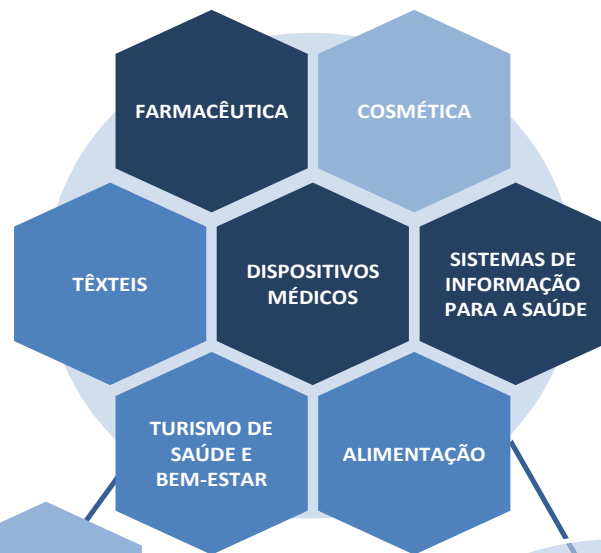 FARMACÊUTICA
COSMÉTICA
TÊXTEIS
DISPOSITIVOS
MÉDICOS
SISTEMAS DE
INFORMAÇÃO
PARA A SAÚDE
TURISMO DE
SAÚDE E
BEM-ESTAR
ALIMENTAÇÃO